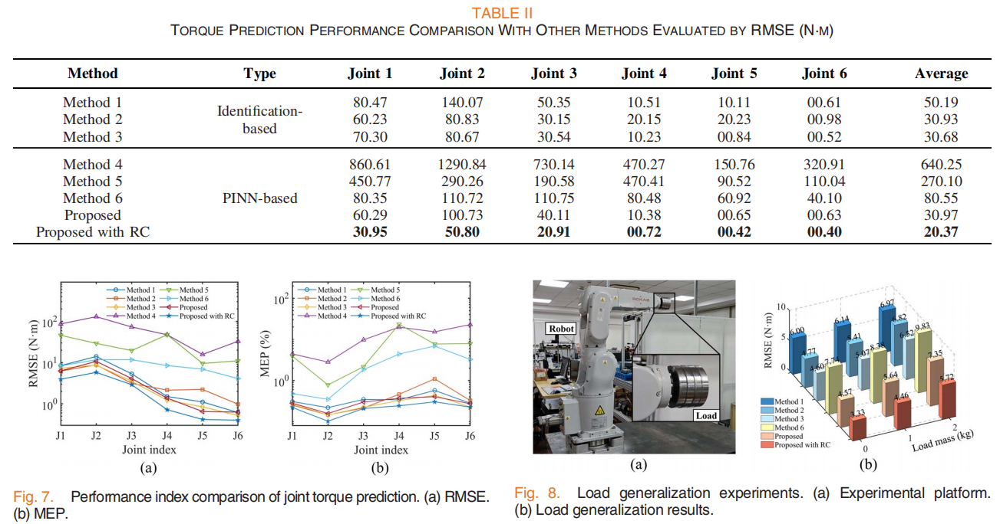 TABLE II
TORQUE PREDICTION PERFORMANCE COMPARISON WITH OTHER METHODS EVALUATED BY RMSE (N·M)
Method Type Joint 1 Joint 2 Joint 3 Joint 4 Joint 5 Joint 6 Average
Method 1 80.47 140.07 50.35 10.51 10.11 00.61 50.19
Identification-
Method 2 60.23 80.83 30.15 20.15 20.23 00.98 30.93
based
Method 3 70.30 80.67 30.54 10.23 00.84 00.52 30.68
Method 4 860.61 1290.84 730.14 470.27 150.76 320.91 640.25
Method 5 450.77 290.26 190.58 470.41 90.52 110.04 270.10
Method 6 PINN-based 80.35 110.72 110.75 80.48 60.92 40.10 80.55
Proposed 60.29 100.73 40.11 10.38 00.65 00.63 30.97
Proposed with RC 30.95 50.80 20.91 00.72 00.42 00.40 20.37
RMSE (N·m)
10²
10¹
10⁰
Method 1 Method 5
Method 2 Method 6
Method 3 Proposed
Method 4 Proposed with RC
J1 J2 J3 J4 J5 J6
Joint index
(a)
MEP (%)
10²
10⁰
Method 1 Method 5
Method 2 Method 6
Method 3 Proposed
Method 4 Proposed with RC
J1 J2 J3 J4 J5 J6
Joint index
(b)
Fig. 7. Performance index comparison of joint torque prediction. (a) RMSE.
(b) MEP.
ROKAE
Robot
Load
(a)
RMSE (N·m)
10
5
0
6.00 6.14 6.97
4.77 5.41 6.82
4.60 5.07 6.52
7.74 8.38 9.83
4.57 5.64 7.35
3.33 4.46 5.72
Method 1
Method 2
Method 3
Method 6
Proposed
Proposed with RC
0 1 2
Load mass (kg)
(b)
Fig. 8. Load generalization experiments. (a) Experimental platform.
(b) Load generalization results.